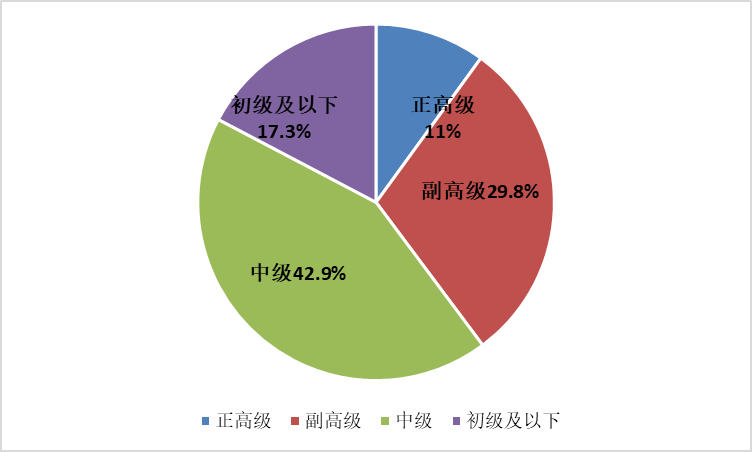 初级及以下
17.3%
正高级
11%
副高级29.8%
中级42.9%
正高级 副高级 中级 初级及以下